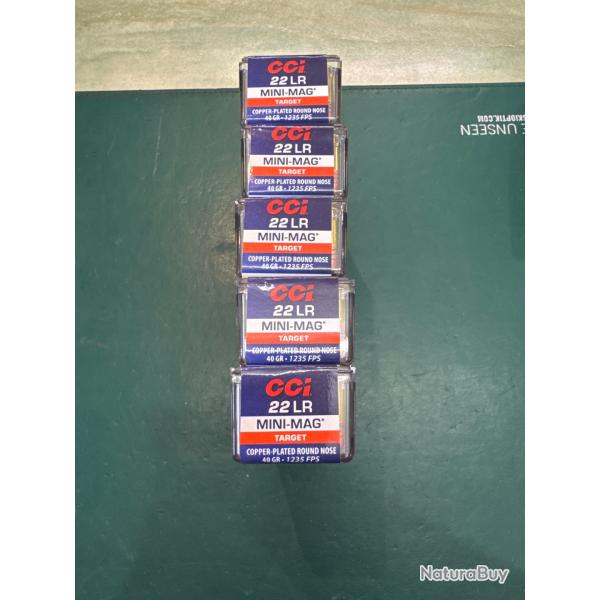 CCI
22 LR
MINI-MAG®
TARGET
COPPER-PLATED ROUND NOSE
40 GR • 1235 FPS
CCI
22 LR
MINI-MAG®
TARGET
COPPER-PLATED ROUND NOSE
40 GR • 1235 FPS
CCI
22 LR
MINI-MAG®
TARGET
COPPER-PLATED ROUND NOSE
40 GR • 1235 FPS
CCI
22 LR
MINI-MAG®
TARGET
COPPER-PLATED ROUND NOSE
40 GR • 1235 FPS
CCI
22 LR
MINI-MAG®
TARGET
COPPER-PLATED ROUND NOSE
40 GR • 1235 FPS
UNSEEN
NaturaBuy